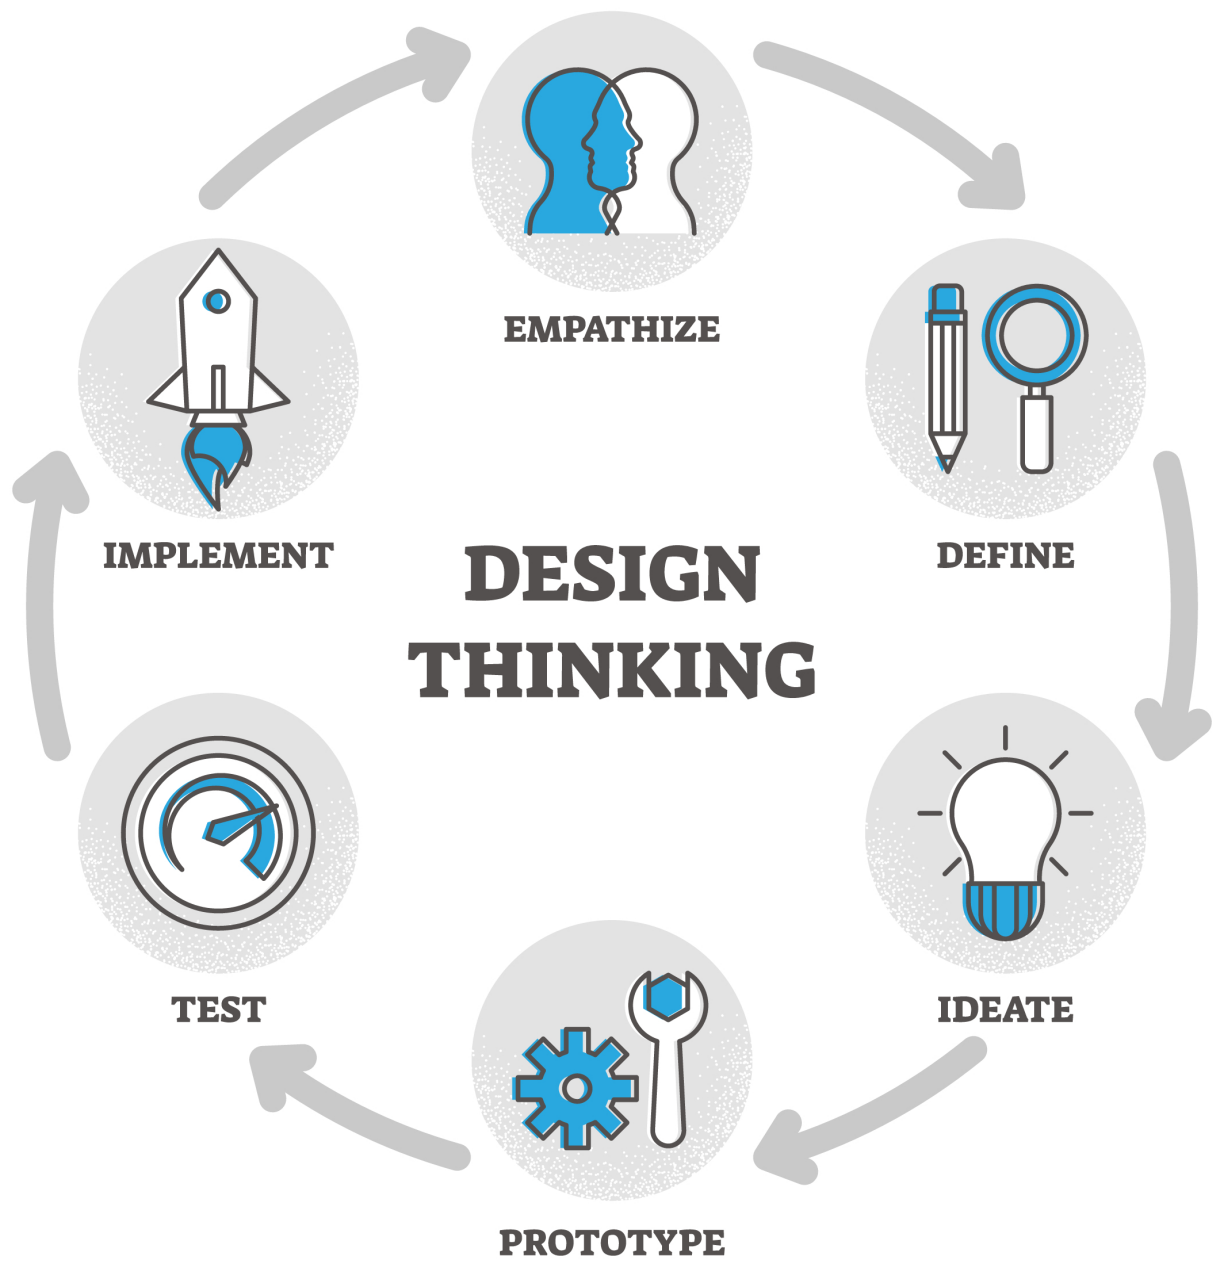 EMPATHIZE
DEFINE
IMPLEMENT
DESIGN
THINKING
IDEATE
TEST
PROTOTYPE